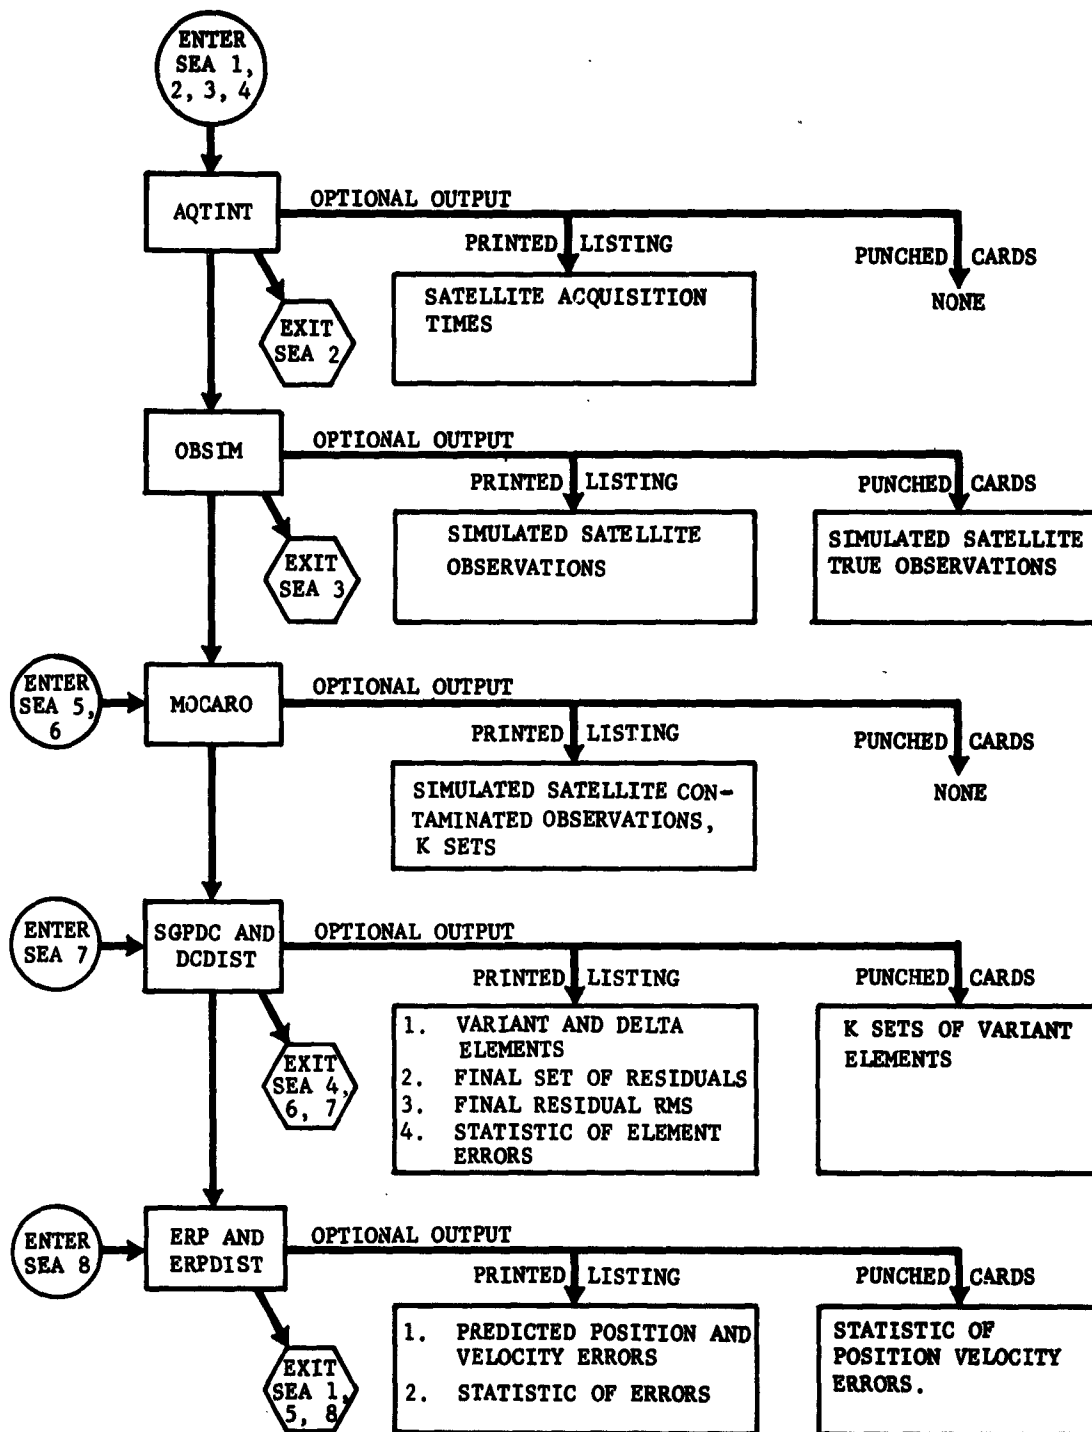 ENTER
SEA 1,
2, 3, 4
AQTINT
OPTIONAL OUTPUT
PRINTED LISTING
PUNCHED CARDS
SATELLITE ACQUISITION
TIMES
NONE
EXIT
SEA 2
OBSIM
OPTIONAL OUTPUT
PRINTED LISTING
PUNCHED CARDS
SIMULATED SATELLITE
OBSERVATIONS
SIMULATED SATELLITE
TRUE OBSERVATIONS
EXIT
SEA 3
ENTER
SEA 5,
6
MOCARO
OPTIONAL OUTPUT
PRINTED LISTING
PUNCHED CARDS
SIMULATED SATELLITE CON-
TAMINATED OBSERVATIONS,
K SETS
NONE
ENTER
SEA 7
SGPDC AND
DCDIST
OPTIONAL OUTPUT
PRINTED LISTING
PUNCHED CARDS
1. VARIANT AND DELTA
ELEMENTS
2. FINAL SET OF RESIDUALS
3. FINAL RESIDUAL RMS
4. STATISTIC OF ELEMENT
ERRORS
K SETS OF VARIANT
ELEMENTS
EXIT
SEA 4,
6, 7
ENTER
SEA 8
ERP AND
ERPDIST
OPTIONAL OUTPUT
PRINTED LISTING
PUNCHED CARDS
1. PREDICTED POSITION AND
VELOCITY ERRORS
2. STATISTIC OF ERRORS
STATISTIC OF
POSITION VELOCITY
ERRORS.
EXIT
SEA 1,
5, 8